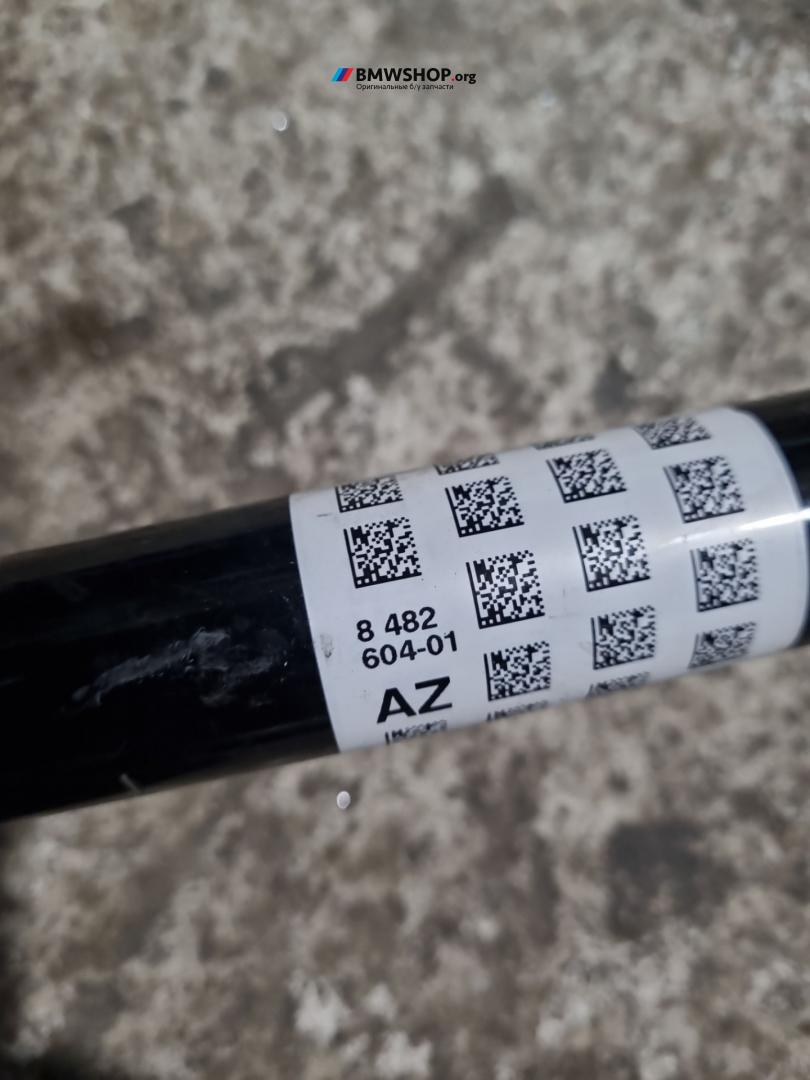 BMWSHOP.org
Оригинальные б/у запчасти
8 482
604-01
AZ